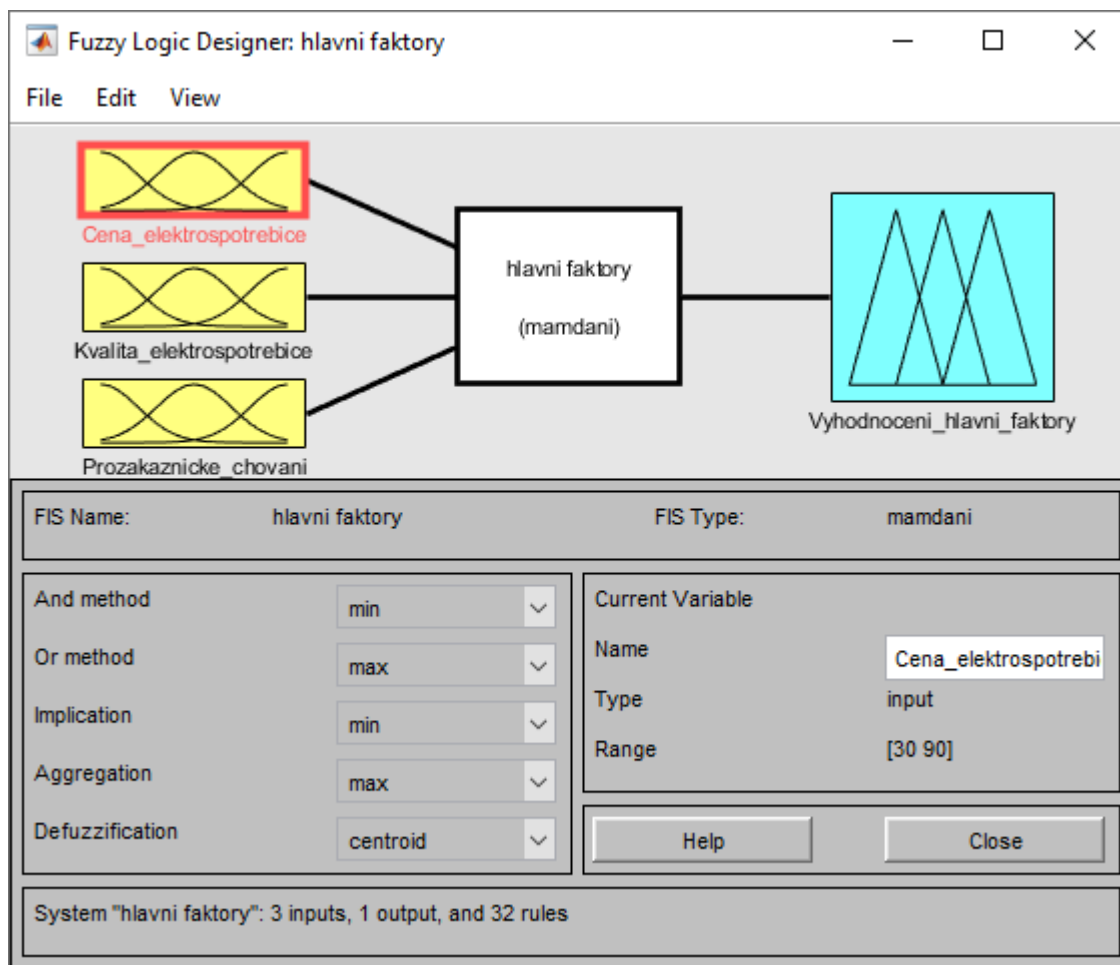 Fuzzy Logic Designer: hlavni faktory
File Edit View
Cena_elektrospotrebice
Kvalita_elektrospotrebice
Prozakaznicke_chovani
hlavni faktory
(mamdani)
Vyhodnoceni_hlavni_faktory
FIS Name: hlavni faktory FIS Type: mamdani
And method min
Or method max
Implication min
Aggregation max
Defuzzification centroid
Current Variable
Name Cena_elektrospotrebi
Type input
Range [30 90]
Help Close
System "hlavni faktory": 3 inputs, 1 output, and 32 rules